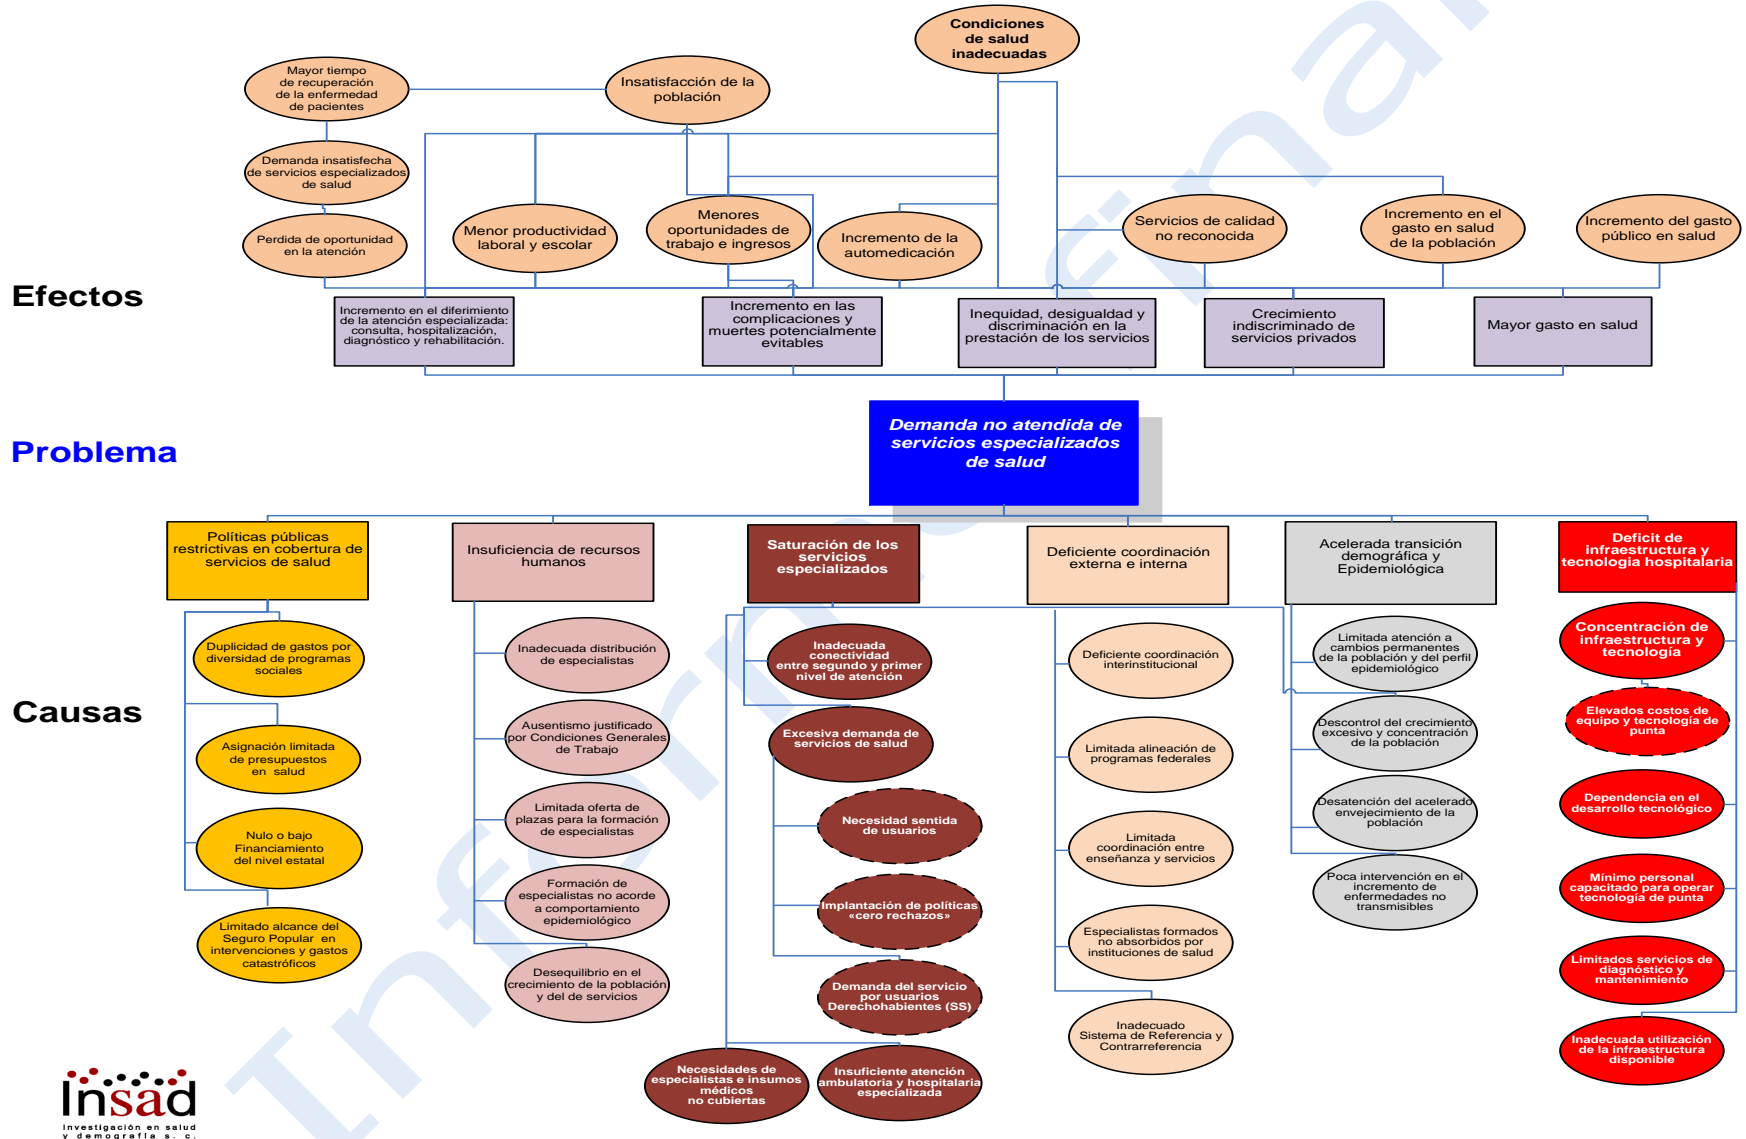 Condiciones
de salud
inadecuadas
Mayor tiempo
de recuperación
de la enfermedad
de pacientes
Insatisfacción de la
población
Demanda insatisfecha
de servicios especializados
de salud
Perdida de oportunidad
en la atención
Menor productividad
laboral y escolar
Menores
oportunidades de
trabajo e ingresos
Incremento de la
automedicación
Servicios de calidad
no reconocida
Incremento en el
gasto en salud
de la población
Incremento del gasto
público en salud
Efectos
Incremento en el diferimiento
de la atención especializada:
consulta, hospitalización,
diagnóstico y rehabilitación.
Incremento en las
complicaciones y
muertes potencialmente
evitables
Inequidad, desigualdad y
discriminación en la
prestación de los servicios
Crecimiento
indiscriminado de
servicios privados
Mayor gasto en salud
Problema
Demanda no atendida de
servicios especializados
de salud
Causas
Políticas públicas
restrictivas en cobertura de
servicios de salud
Duplicidad de gastos por
diversidad de programas
sociales
Asignación limitada
de presupuestos
en salud
Nulo o bajo
Financiamiento
del nivel estatal
Limitado alcance del
Seguro Popular en
intervenciones y gastos
catastróficos
Insuficiencia de recursos
humanos
Inadecuada distribución
de especialistas
Ausentismo justificado
por Condiciones Generales
de Trabajo
Limitada oferta de
plazas para la formación
de especialistas
Formación de
especialistas no acorde
a comportamiento
epidemiológico
Desequilibrio en el
crecimiento de la población
y del de servicios
Saturación de los
servicios
especializados
Inadecuada
conectividad
entre segundo y primer
nivel de atención
Excesiva demanda de
servicios de salud
Necesidad sentida
de usuarios
Implantación de políticas
«cero rechazos»
Demanda del servicio
por usuarios
Derechohabientes (SS)
Necesidades de
especialistas e insumos
médicos
no cubiertas
Insuficiente atención
ambulatoria y hospitalaria
especializada
Deficiente coordinación
externa e interna
Deficiente coordinación
interinstitucional
Limitada alineación de
programas federales
Limitada
coordinación entre
enseñanza y servicios
Especialistas formados
no absorbidos por
instituciones de salud
Inadecuado
Sistema de Referencia y
Contrarreferencia
Acelerada transición
demográfica y
Epidemiológica
Limitada atención a
cambios permanentes
de la población y del perfil
epidemiológico
Descontrol del crecimiento
excesivo y concentración
de la población
Desatención del acelerado
envejecimiento de la
población
Poca intervención en el
incremento de
enfermedades no
transmisibles
Deficit de
infraestructura y
tecnología hospitalaria
Concentración de
infraestructura y
tecnología
Elevados costos de
equipo y tecnología de
punta
Dependencia en el
desarrollo tecnológico
Mínimo personal
capacitado para operar
tecnología de punta
Limitados servicios de
diagnóstico y
mantenimiento
Inadecuada utilización
de la infraestructura
disponible
Insad
Investigación en salud
y demografía s. c.